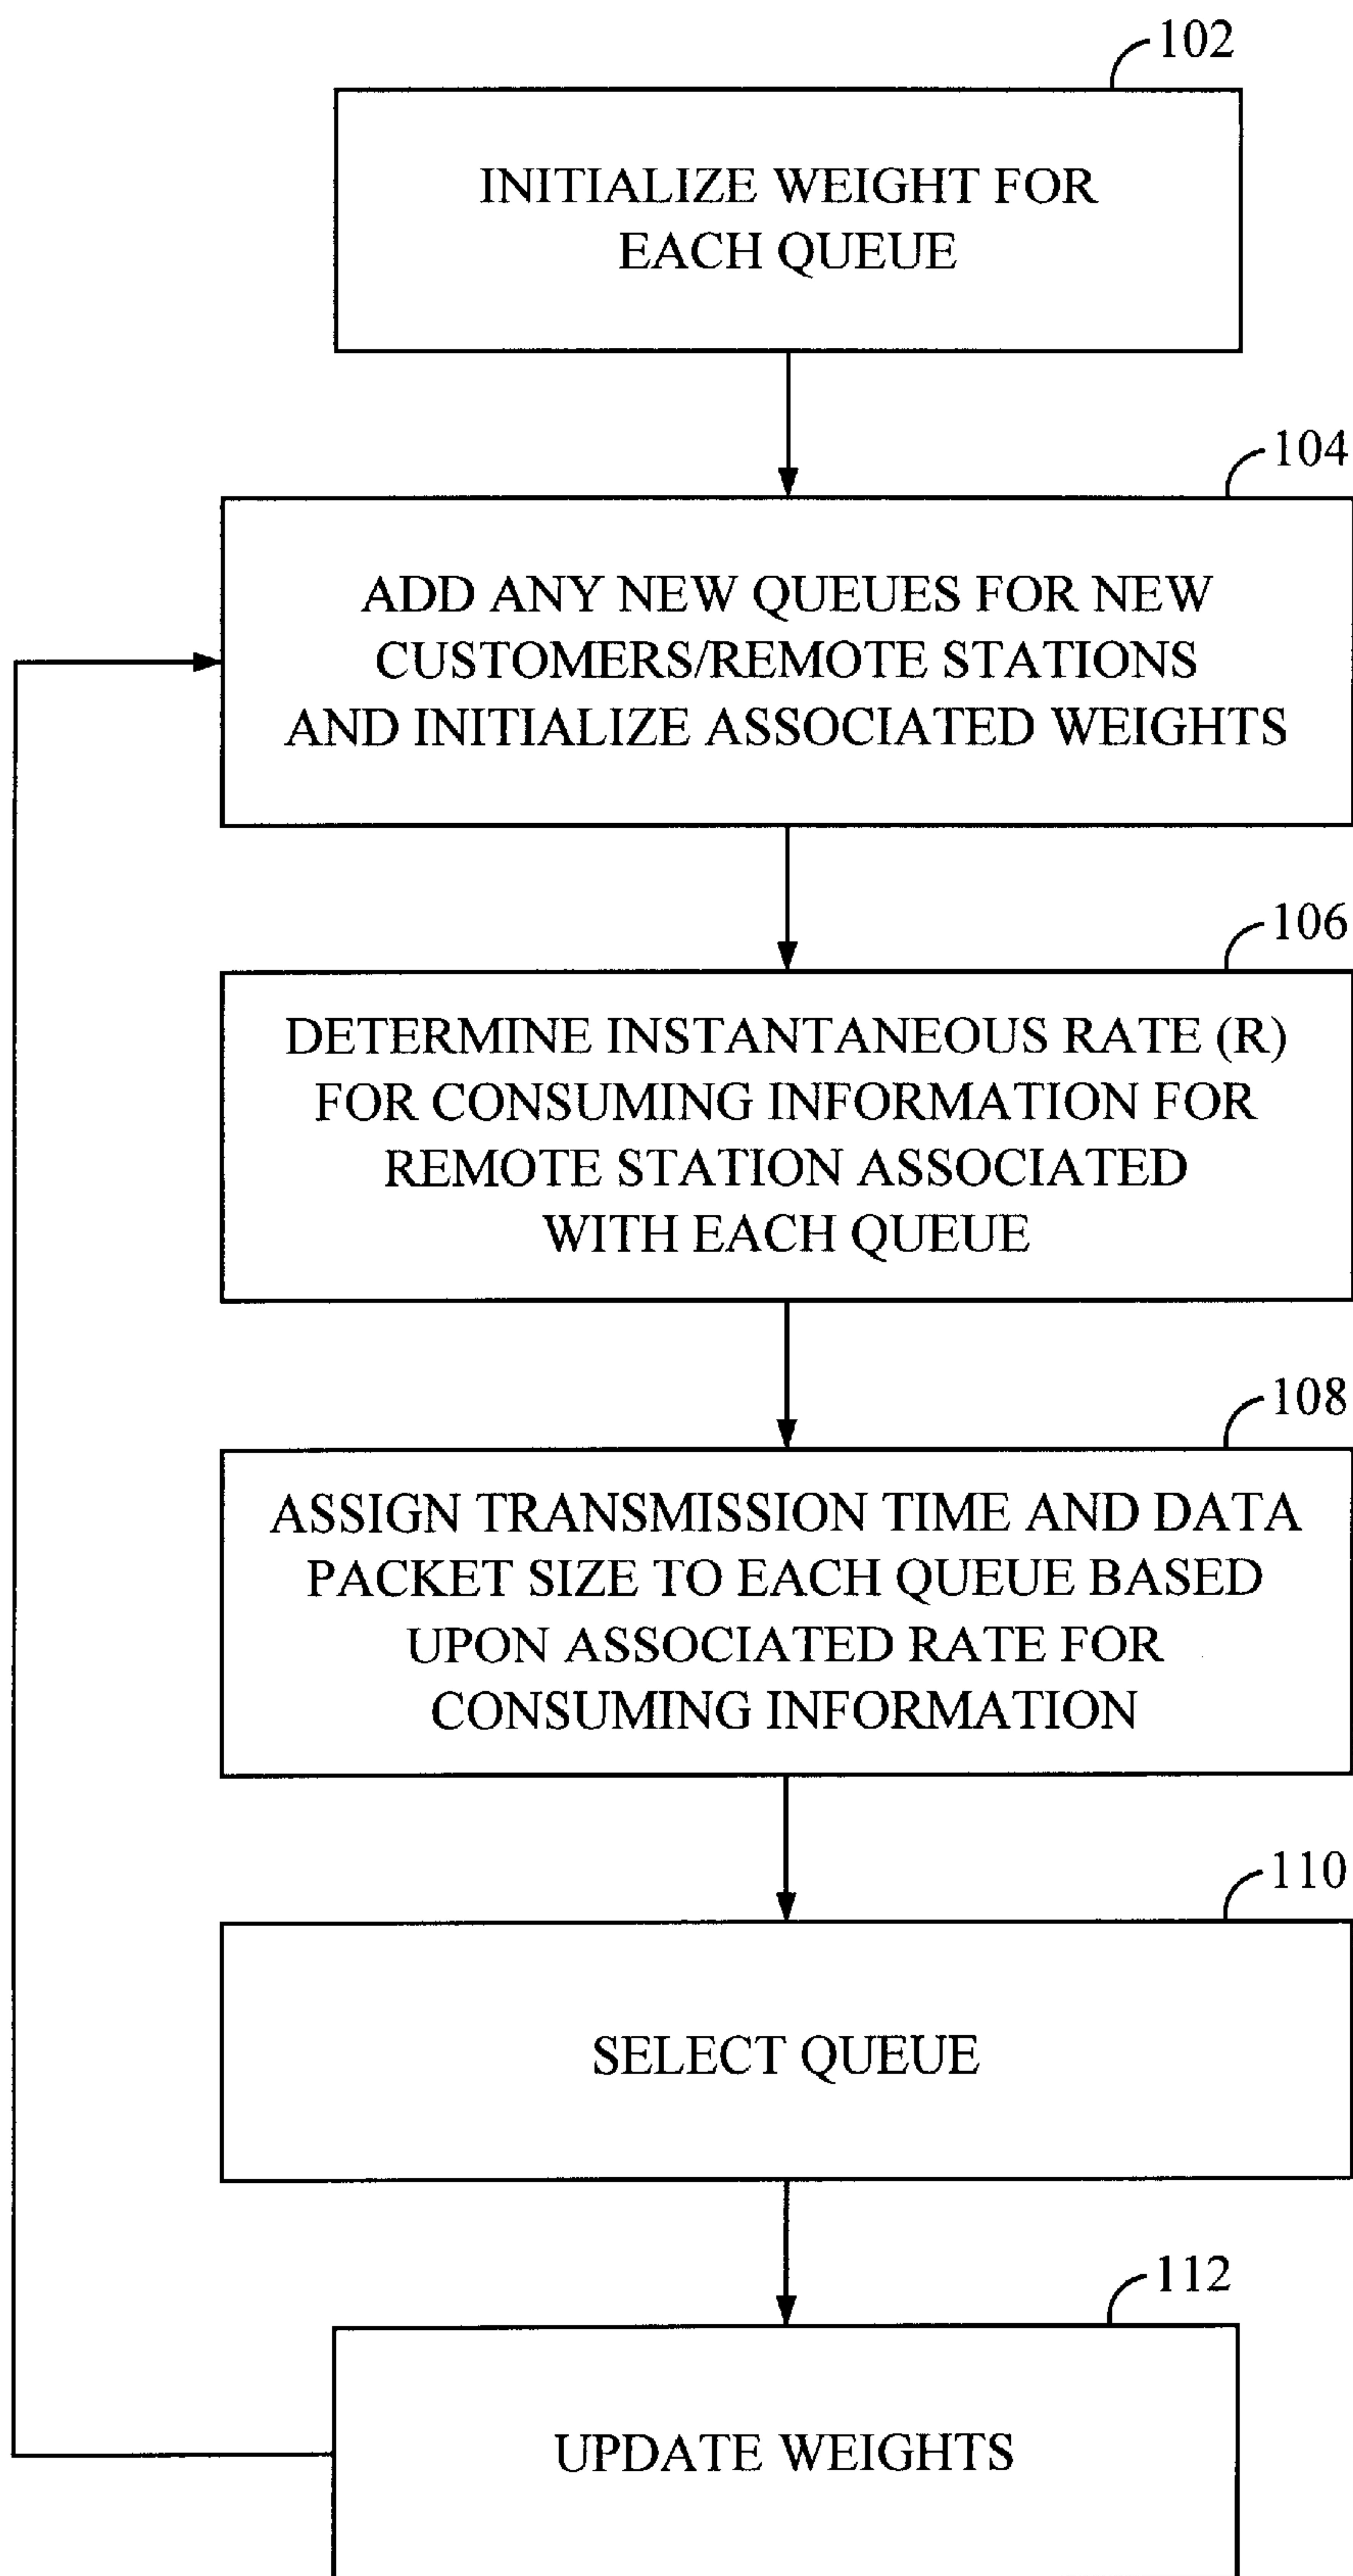 102
INITIALIZE WEIGHT FOR
EACH QUEUE
104
ADD ANY NEW QUEUES FOR NEW
CUSTOMERS/REMOTE STATIONS
AND INITIALIZE ASSOCIATED WEIGHTS
106
DETERMINE INSTANTANEOUS RATE (R)
FOR CONSUMING INFORMATION FOR
REMOTE STATION ASSOCIATED
WITH EACH QUEUE
108
ASSIGN TRANSMISSION TIME AND DATA
PACKET SIZE TO EACH QUEUE BASED
UPON ASSOCIATED RATE FOR
CONSUMING INFORMATION
110
SELECT QUEUE
112
UPDATE WEIGHTS